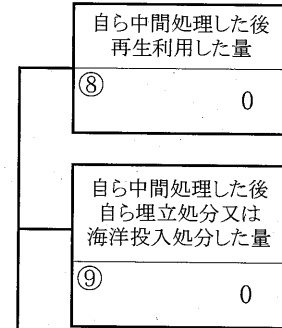 自ら中間処理した後
再生利用した量
⑧
0
自ら中間処理した後
自ら埋立処分又は
海洋投入処分した量
⑨
0